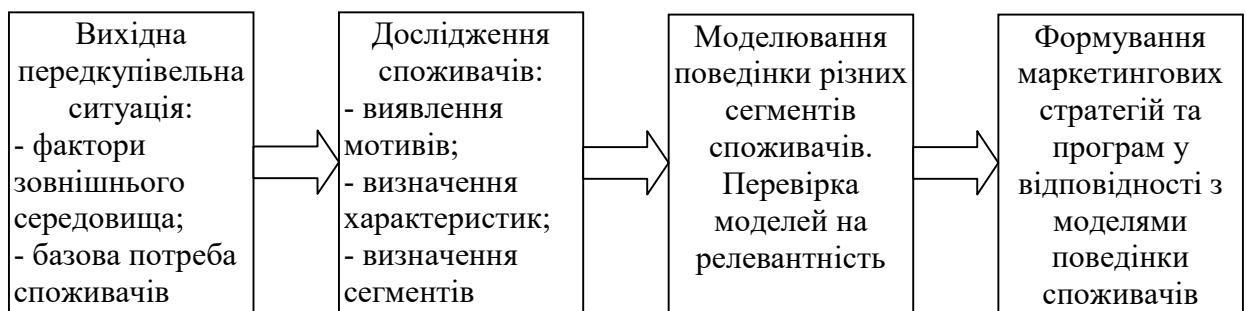 Вихідна
передкупівельна
ситуація:
- фактори
зовнішнього
середовища;
- базова потреба
споживачів
Дослідження
споживачів:
- виявлення
мотивів;
- визначення
характеристик;
- визначення
сегментів
Моделювання
поведінки різних
сегментів
споживачів.
Перевірка
моделей на
релевантність
Формування
маркетингових
стратегій та
програм у
відповідності з
моделями
поведінки
споживачів